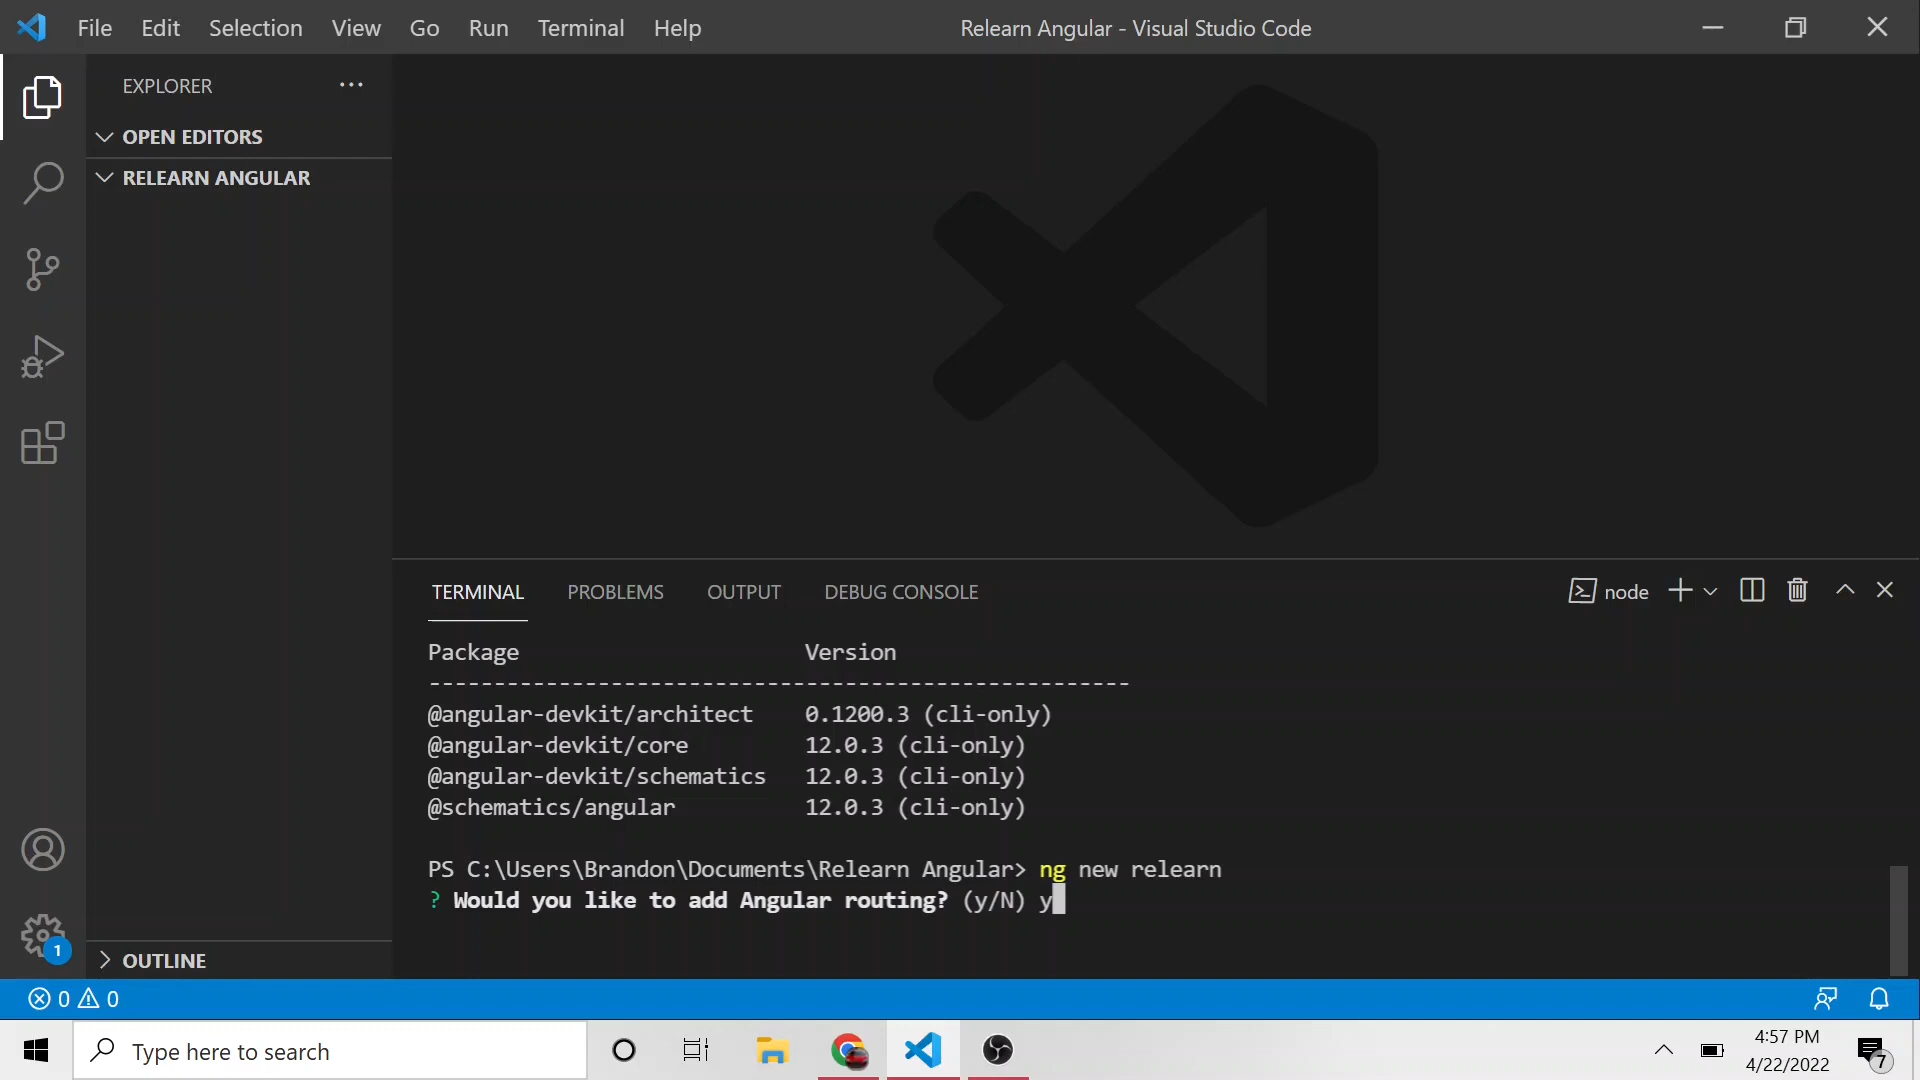 File Edit Selection View Go Run Terminal Help
Relearn Angular - Visual Studio Code
EXPLORER
OPEN EDITORS
RELEARN ANGULAR
TERMINAL PROBLEMS OUTPUT DEBUG CONSOLE
node
Package Version
------------------------------------------------------
@angular-devkit/architect 0.1200.3 (cli-only)
@angular-devkit/core 12.0.3 (cli-only)
@angular-devkit/schematics 12.0.3 (cli-only)
@schematics/angular 12.0.3 (cli-only)
PS C:\Users\Brandon\Documents\Relearn Angular> ng new relearn
? Would you like to add Angular routing? (y/N) y
1
OUTLINE
0 0
Type here to search
4:57 PM
4/22/2022
7